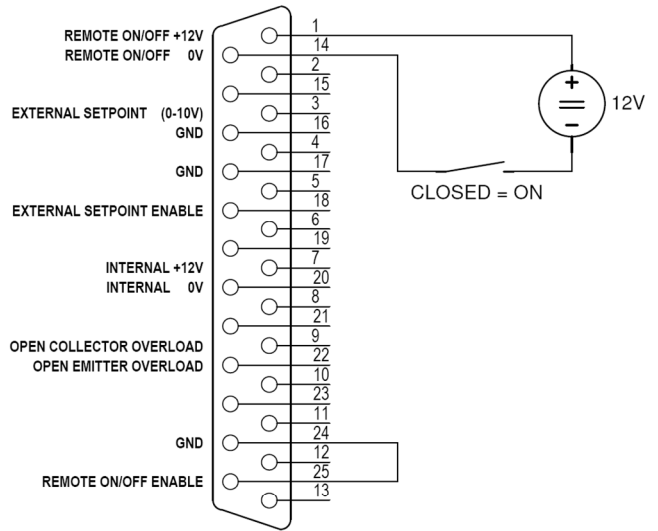 REMOTE ON/OFF +12V
1
REMOTE ON/OFF 0V
14
2
15
EXTERNAL SETPOINT (0-10V)
3
GND
16
4
GND
17
5
EXTERNAL SETPOINT ENABLE
18
6
19
INTERNAL +12V
7
INTERNAL 0V
20
8
21
OPEN COLLECTOR OVERLOAD
9
OPEN EMITTER OVERLOAD
22
10
23
11
GND
24
12
REMOTE ON/OFF ENABLE
25
13
+
12V
−
CLOSED = ON